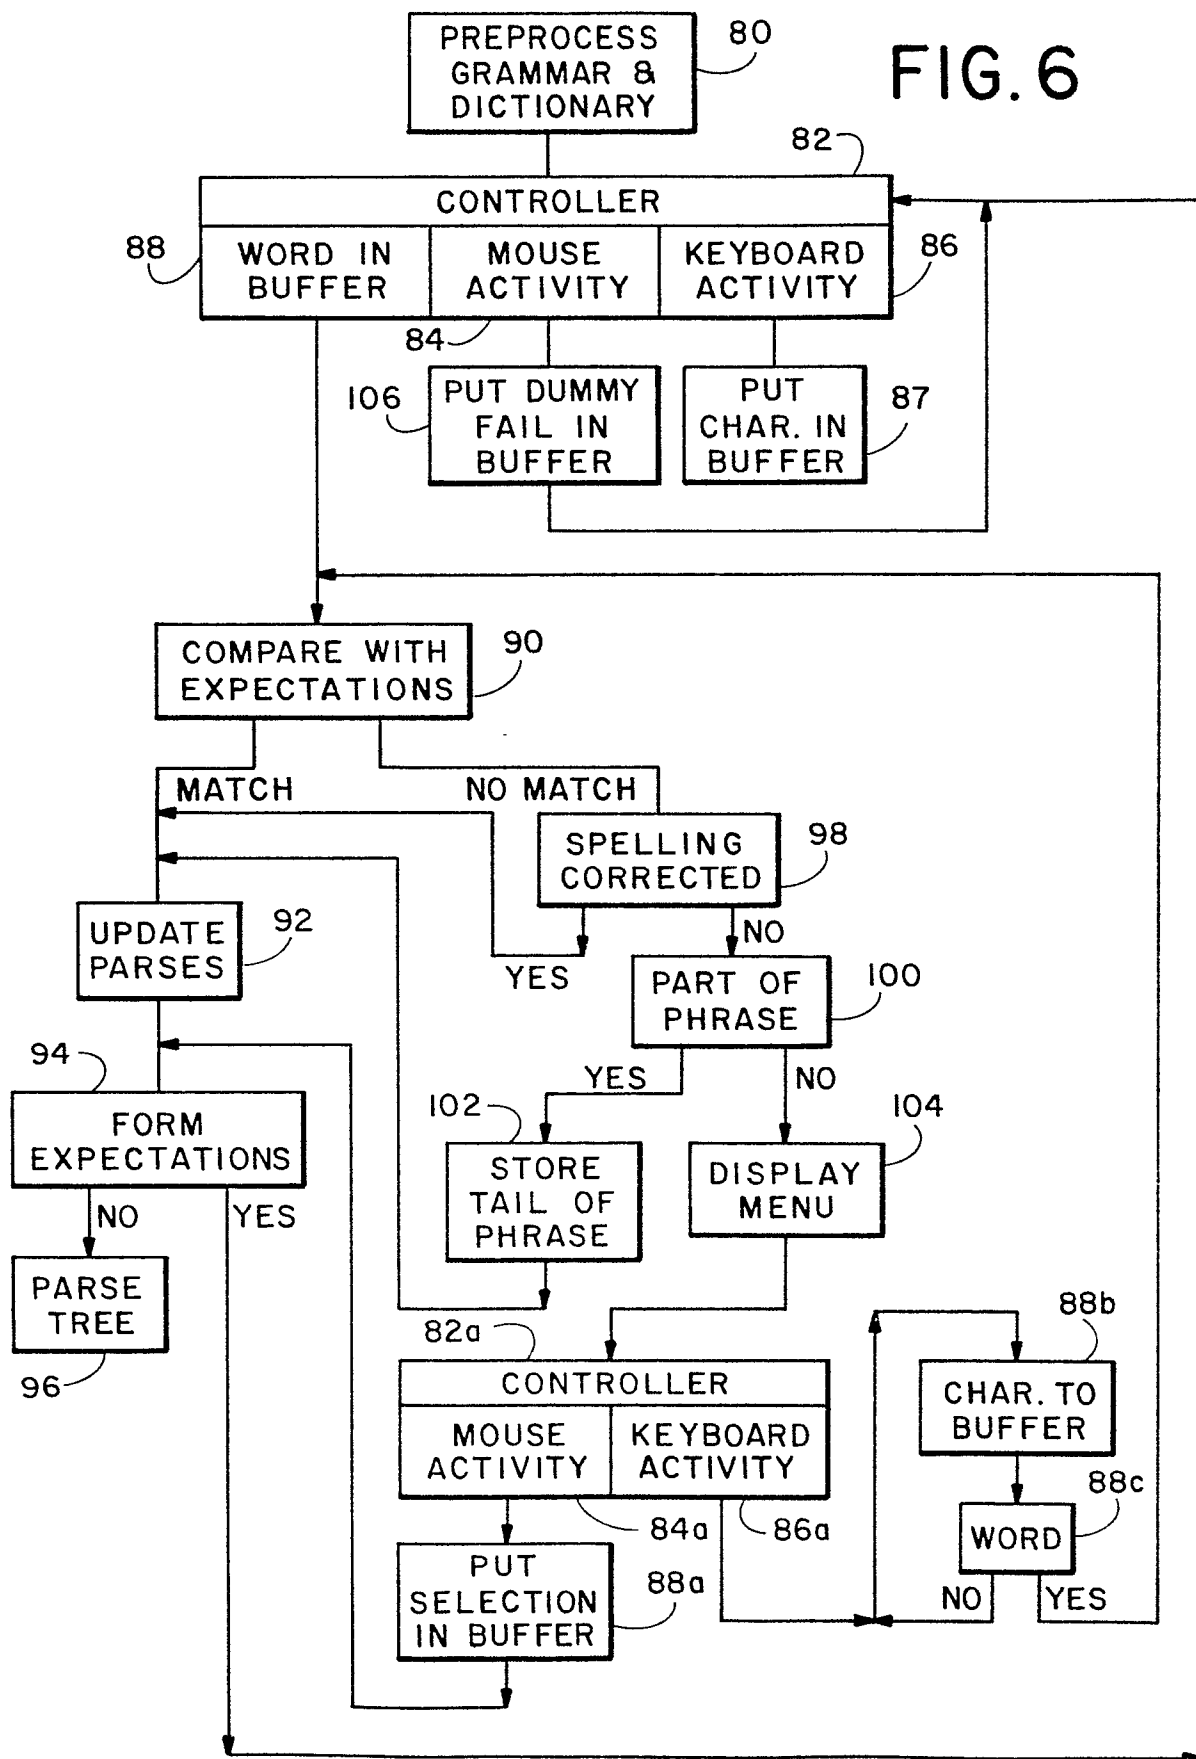 PREPROCESS
GRAMMAR &
DICTIONARY
80
FIG. 6
82
CONTROLLER
88
WORD IN
BUFFER
MOUSE
ACTIVITY
KEYBOARD
ACTIVITY
86
84
106
PUT DUMMY
FAIL IN
BUFFER
PUT
CHAR. IN
BUFFER
87
COMPARE WITH
EXPECTATIONS
90
MATCH
NO MATCH
SPELLING
CORRECTED
98
UPDATE
PARSES
92
YES
NO
PART OF
PHRASE
100
94
FORM
EXPECTATIONS
YES
NO
102
STORE
TAIL OF
PHRASE
104
DISPLAY
MENU
NO
YES
PARSE
TREE
96
82a
CONTROLLER
MOUSE
ACTIVITY
KEYBOARD
ACTIVITY
84a
86a
88b
CHAR. TO
BUFFER
88c
WORD
NO
YES
PUT
SELECTION
IN BUFFER
88a